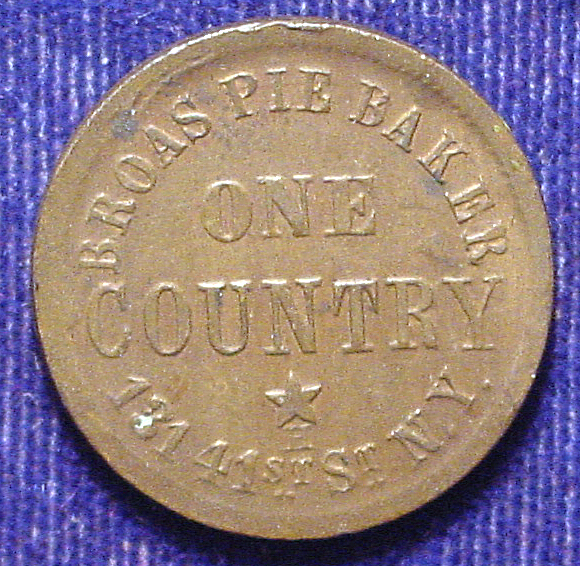 BROAS PIE BAKER
ONE
COUNTRY
131 41ST ST N.Y.